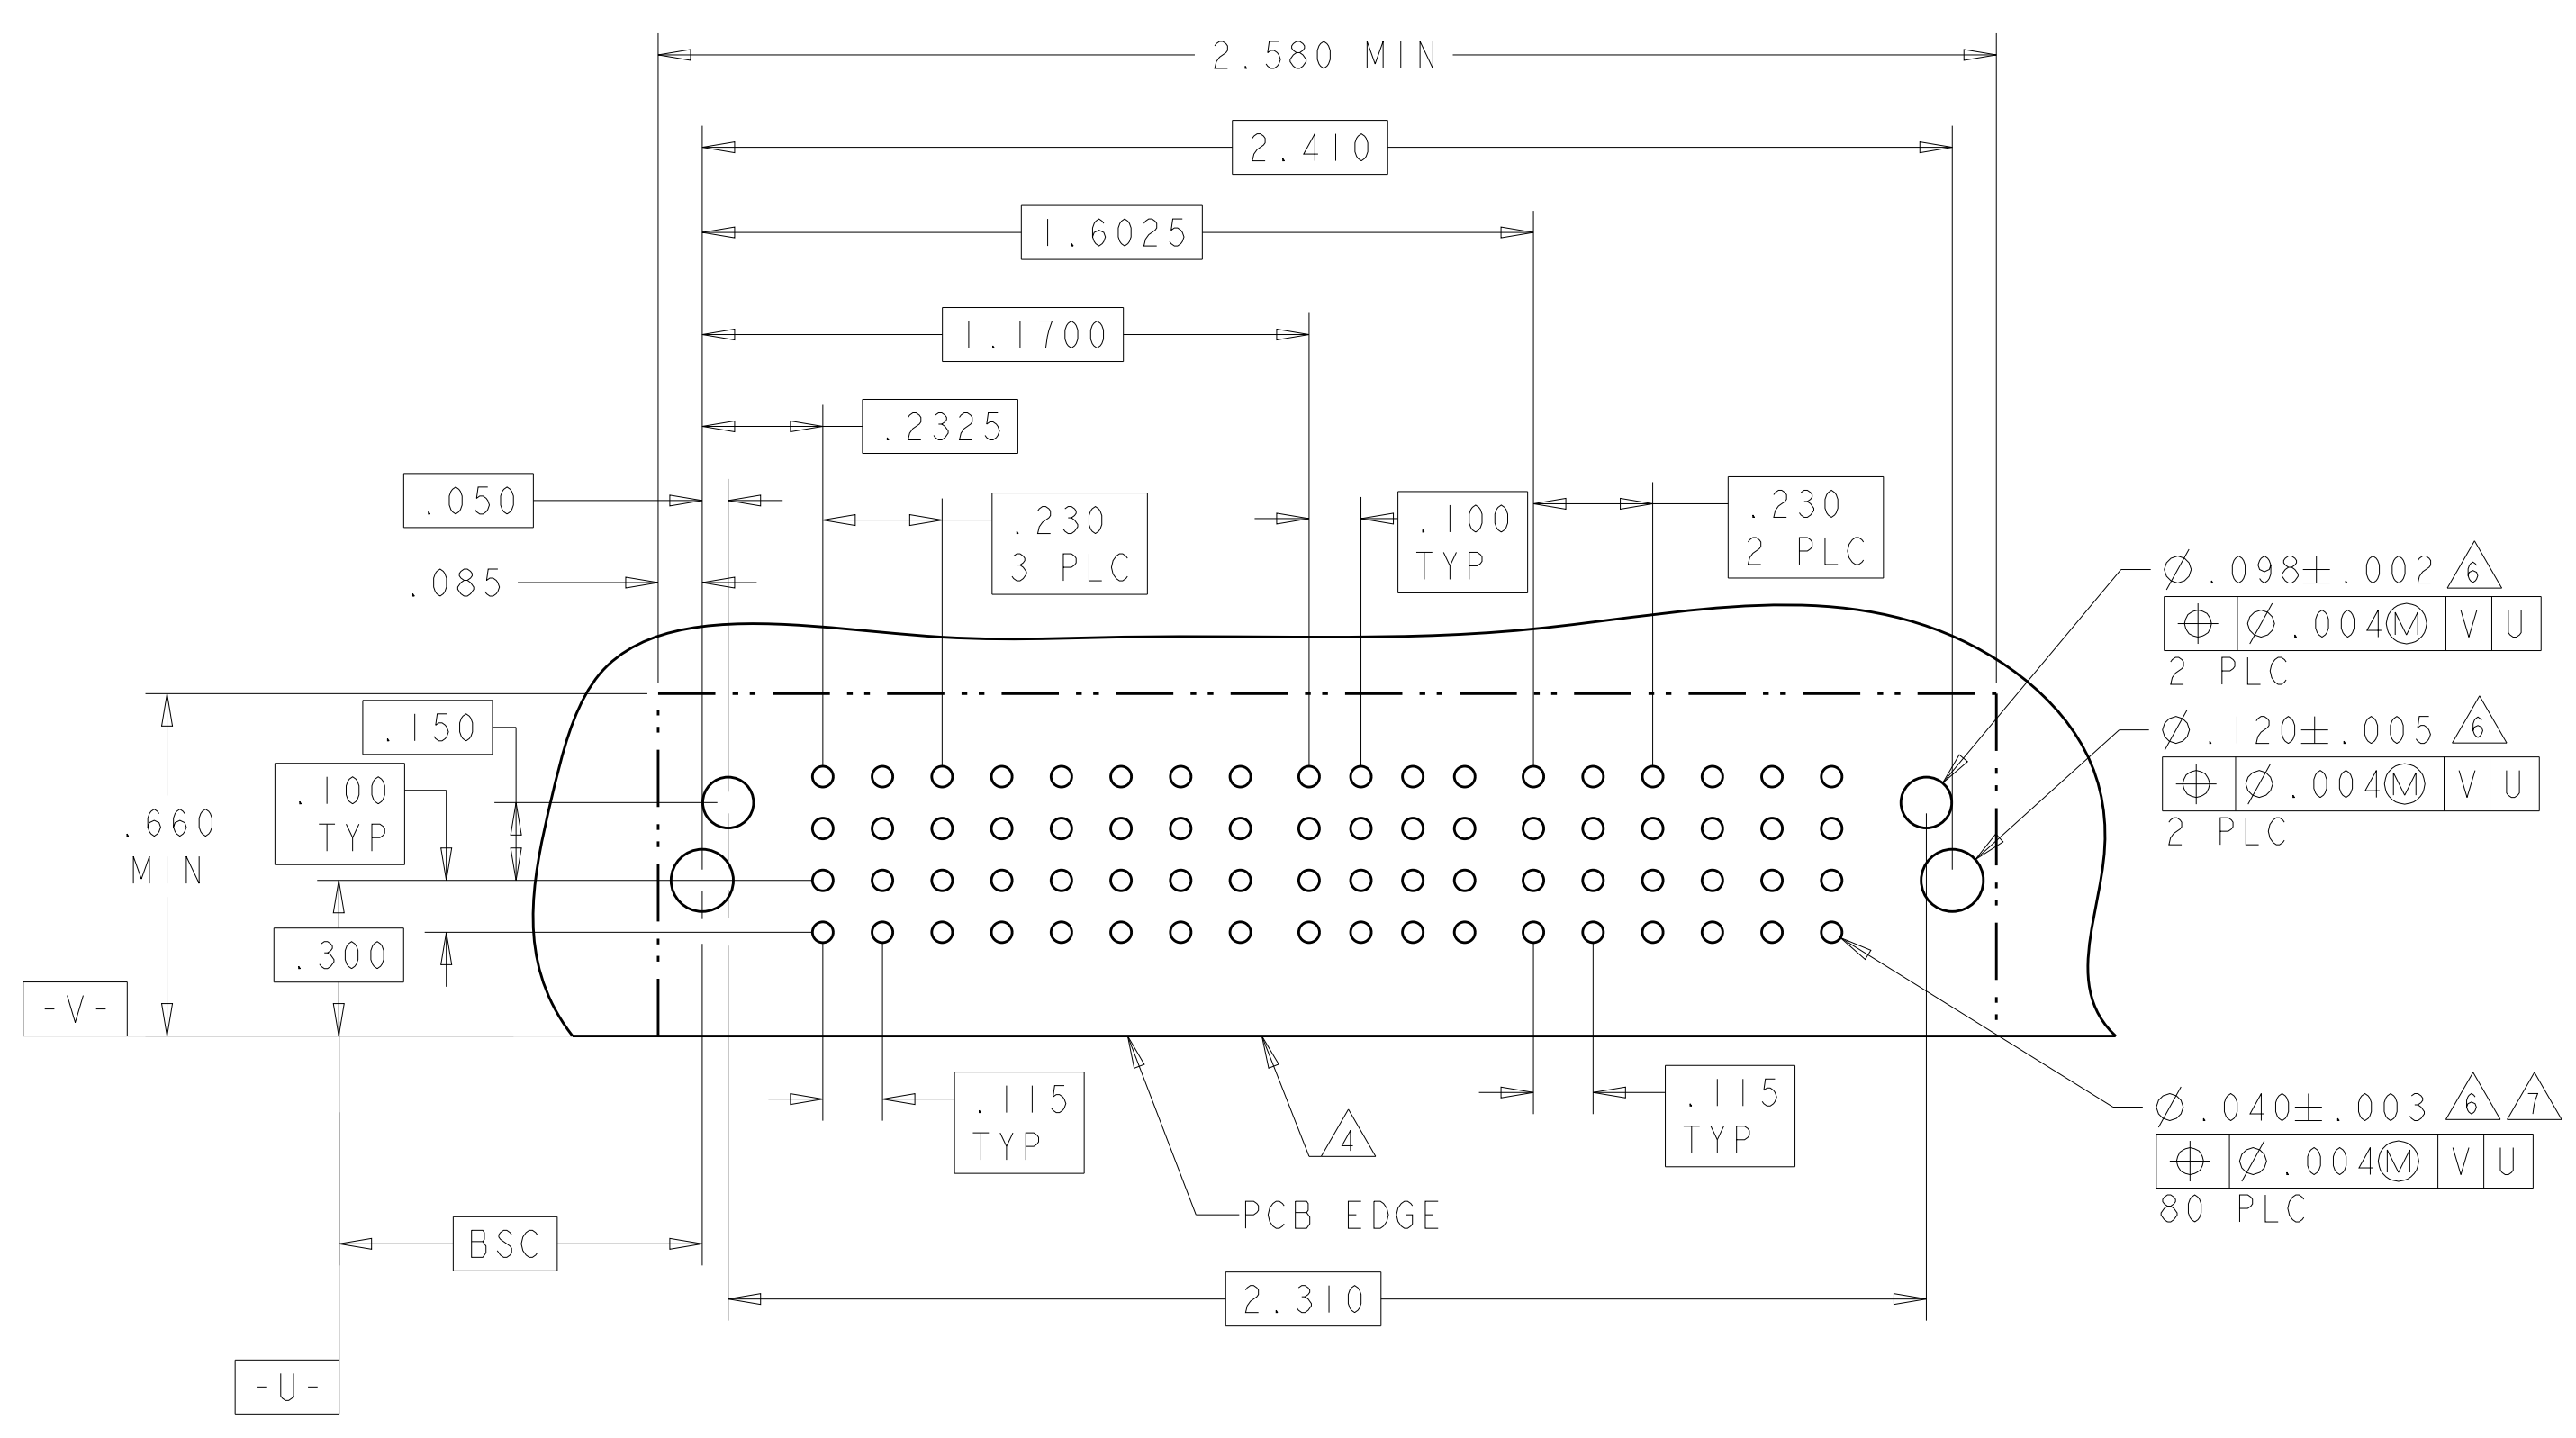 2.580 MIN
2.410
1.6025
1.1700
.2325
.050
.230
3 PLC
.100
TYP
.230
2 PLC
.085
⌀.098±.002 6
⌖ ⌀.004Ⓜ V U
2 PLC
.150
⌀.120±.005 6
⌖ ⌀.004Ⓜ V U
2 PLC
.100
TYP
.660
MIN
.300
-V-
.115
TYP
4
.115
TYP
⌀.040±.003 6 7
⌖ ⌀.004Ⓜ V U
80 PLC
PCB EDGE
BSC
2.310
-U-